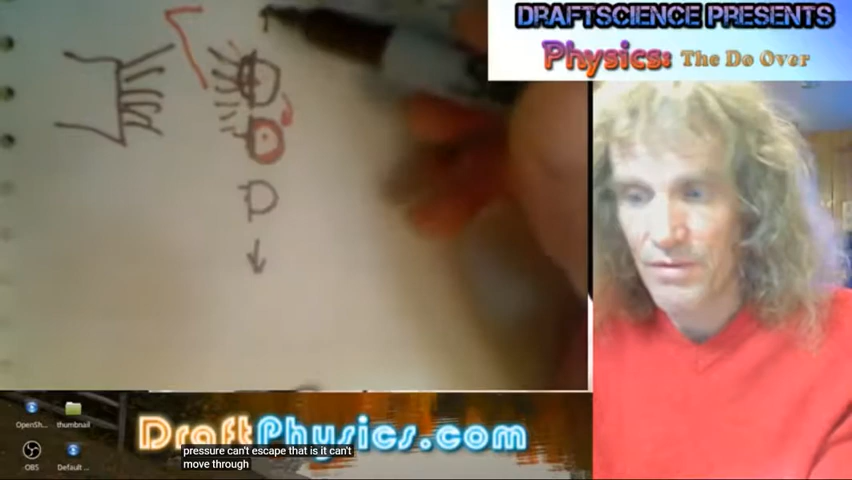 DRAFTSCIENCE PRESENTS
Physics: The Do Over
OpenSh... thumbnail
DraftPhysics.com
pressure can't escape that is it can't
move through
OBS Default ...